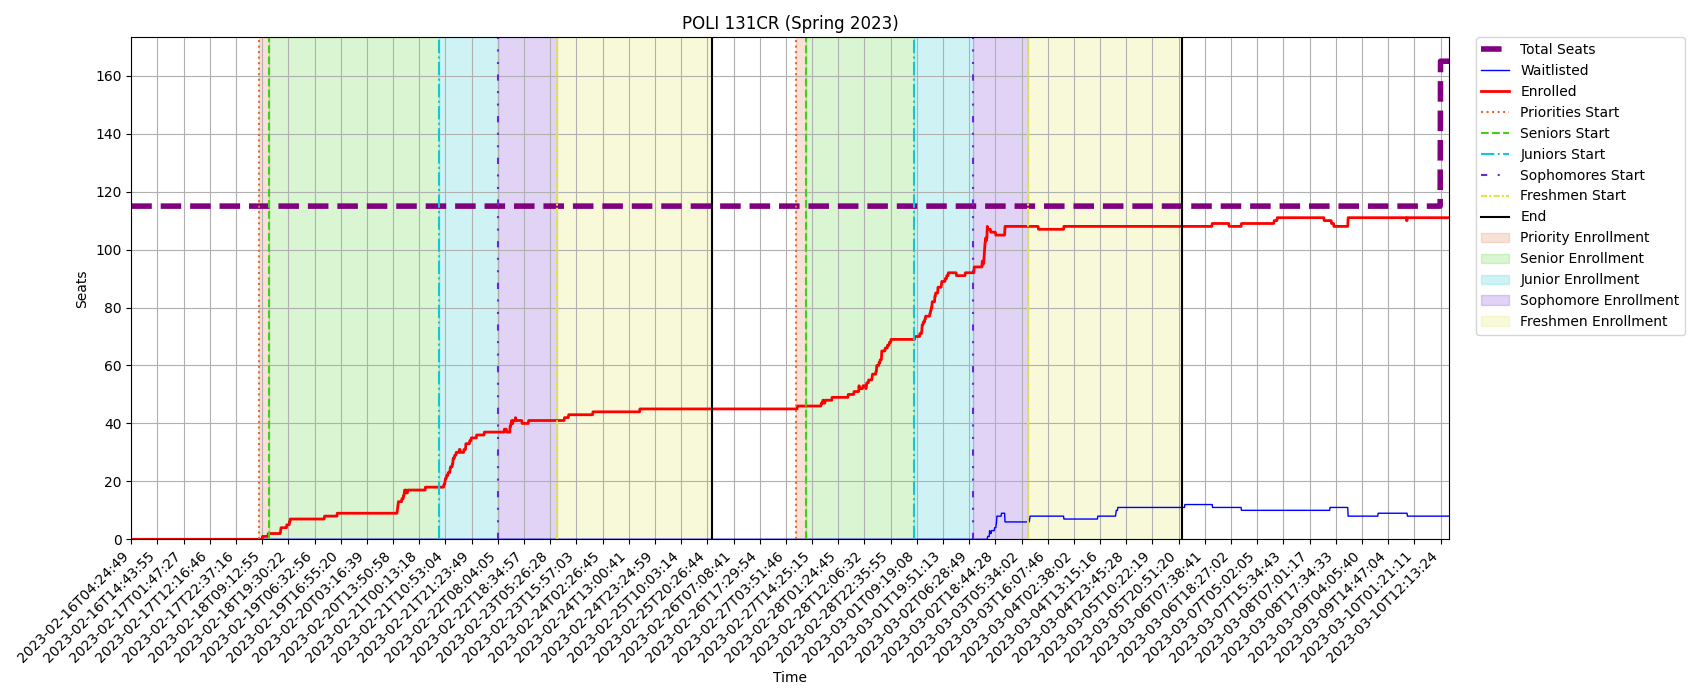 POLI 131CR (Spring 2023)
Seats
160
140
120
100
80
60
40
20
0
2023-02-16T04:24:49
2023-02-16T14:43:55
2023-02-17T01:47:27
2023-02-17T12:16:46
2023-02-17T22:37:16
2023-02-18T09:12:55
2023-02-18T19:30:22
2023-02-19T06:32:56
2023-02-19T16:55:20
2023-02-20T03:16:39
2023-02-20T13:50:58
2023-02-21T00:13:18
2023-02-21T10:53:04
2023-02-21T21:23:49
2023-02-22T08:04:05
2023-02-22T18:34:57
2023-02-23T05:26:28
2023-02-23T15:57:03
2023-02-24T02:26:45
2023-02-24T13:00:41
2023-02-24T23:24:59
2023-02-25T10:03:14
2023-02-25T20:26:44
2023-02-26T07:08:41
2023-02-26T17:29:54
2023-02-27T03:51:46
2023-02-27T14:25:15
2023-02-28T01:24:45
2023-02-28T12:06:32
2023-02-28T22:35:55
2023-03-01T09:19:08
2023-03-01T19:51:13
2023-03-02T06:28:49
2023-03-02T18:44:28
2023-03-03T05:34:02
2023-03-03T16:07:46
2023-03-04T02:38:02
2023-03-04T13:15:16
2023-03-04T23:45:28
2023-03-05T10:22:19
2023-03-05T20:51:20
2023-03-06T07:38:41
2023-03-06T18:27:02
2023-03-07T05:02:05
2023-03-07T15:34:43
2023-03-08T07:01:17
2023-03-08T17:34:33
2023-03-09T04:05:40
2023-03-09T14:47:04
2023-03-10T01:21:11
2023-03-10T12:13:24
Time
Total Seats
Waitlisted
Enrolled
Priorities Start
Seniors Start
Juniors Start
Sophomores Start
Freshmen Start
End
Priority Enrollment
Senior Enrollment
Junior Enrollment
Sophomore Enrollment
Freshmen Enrollment